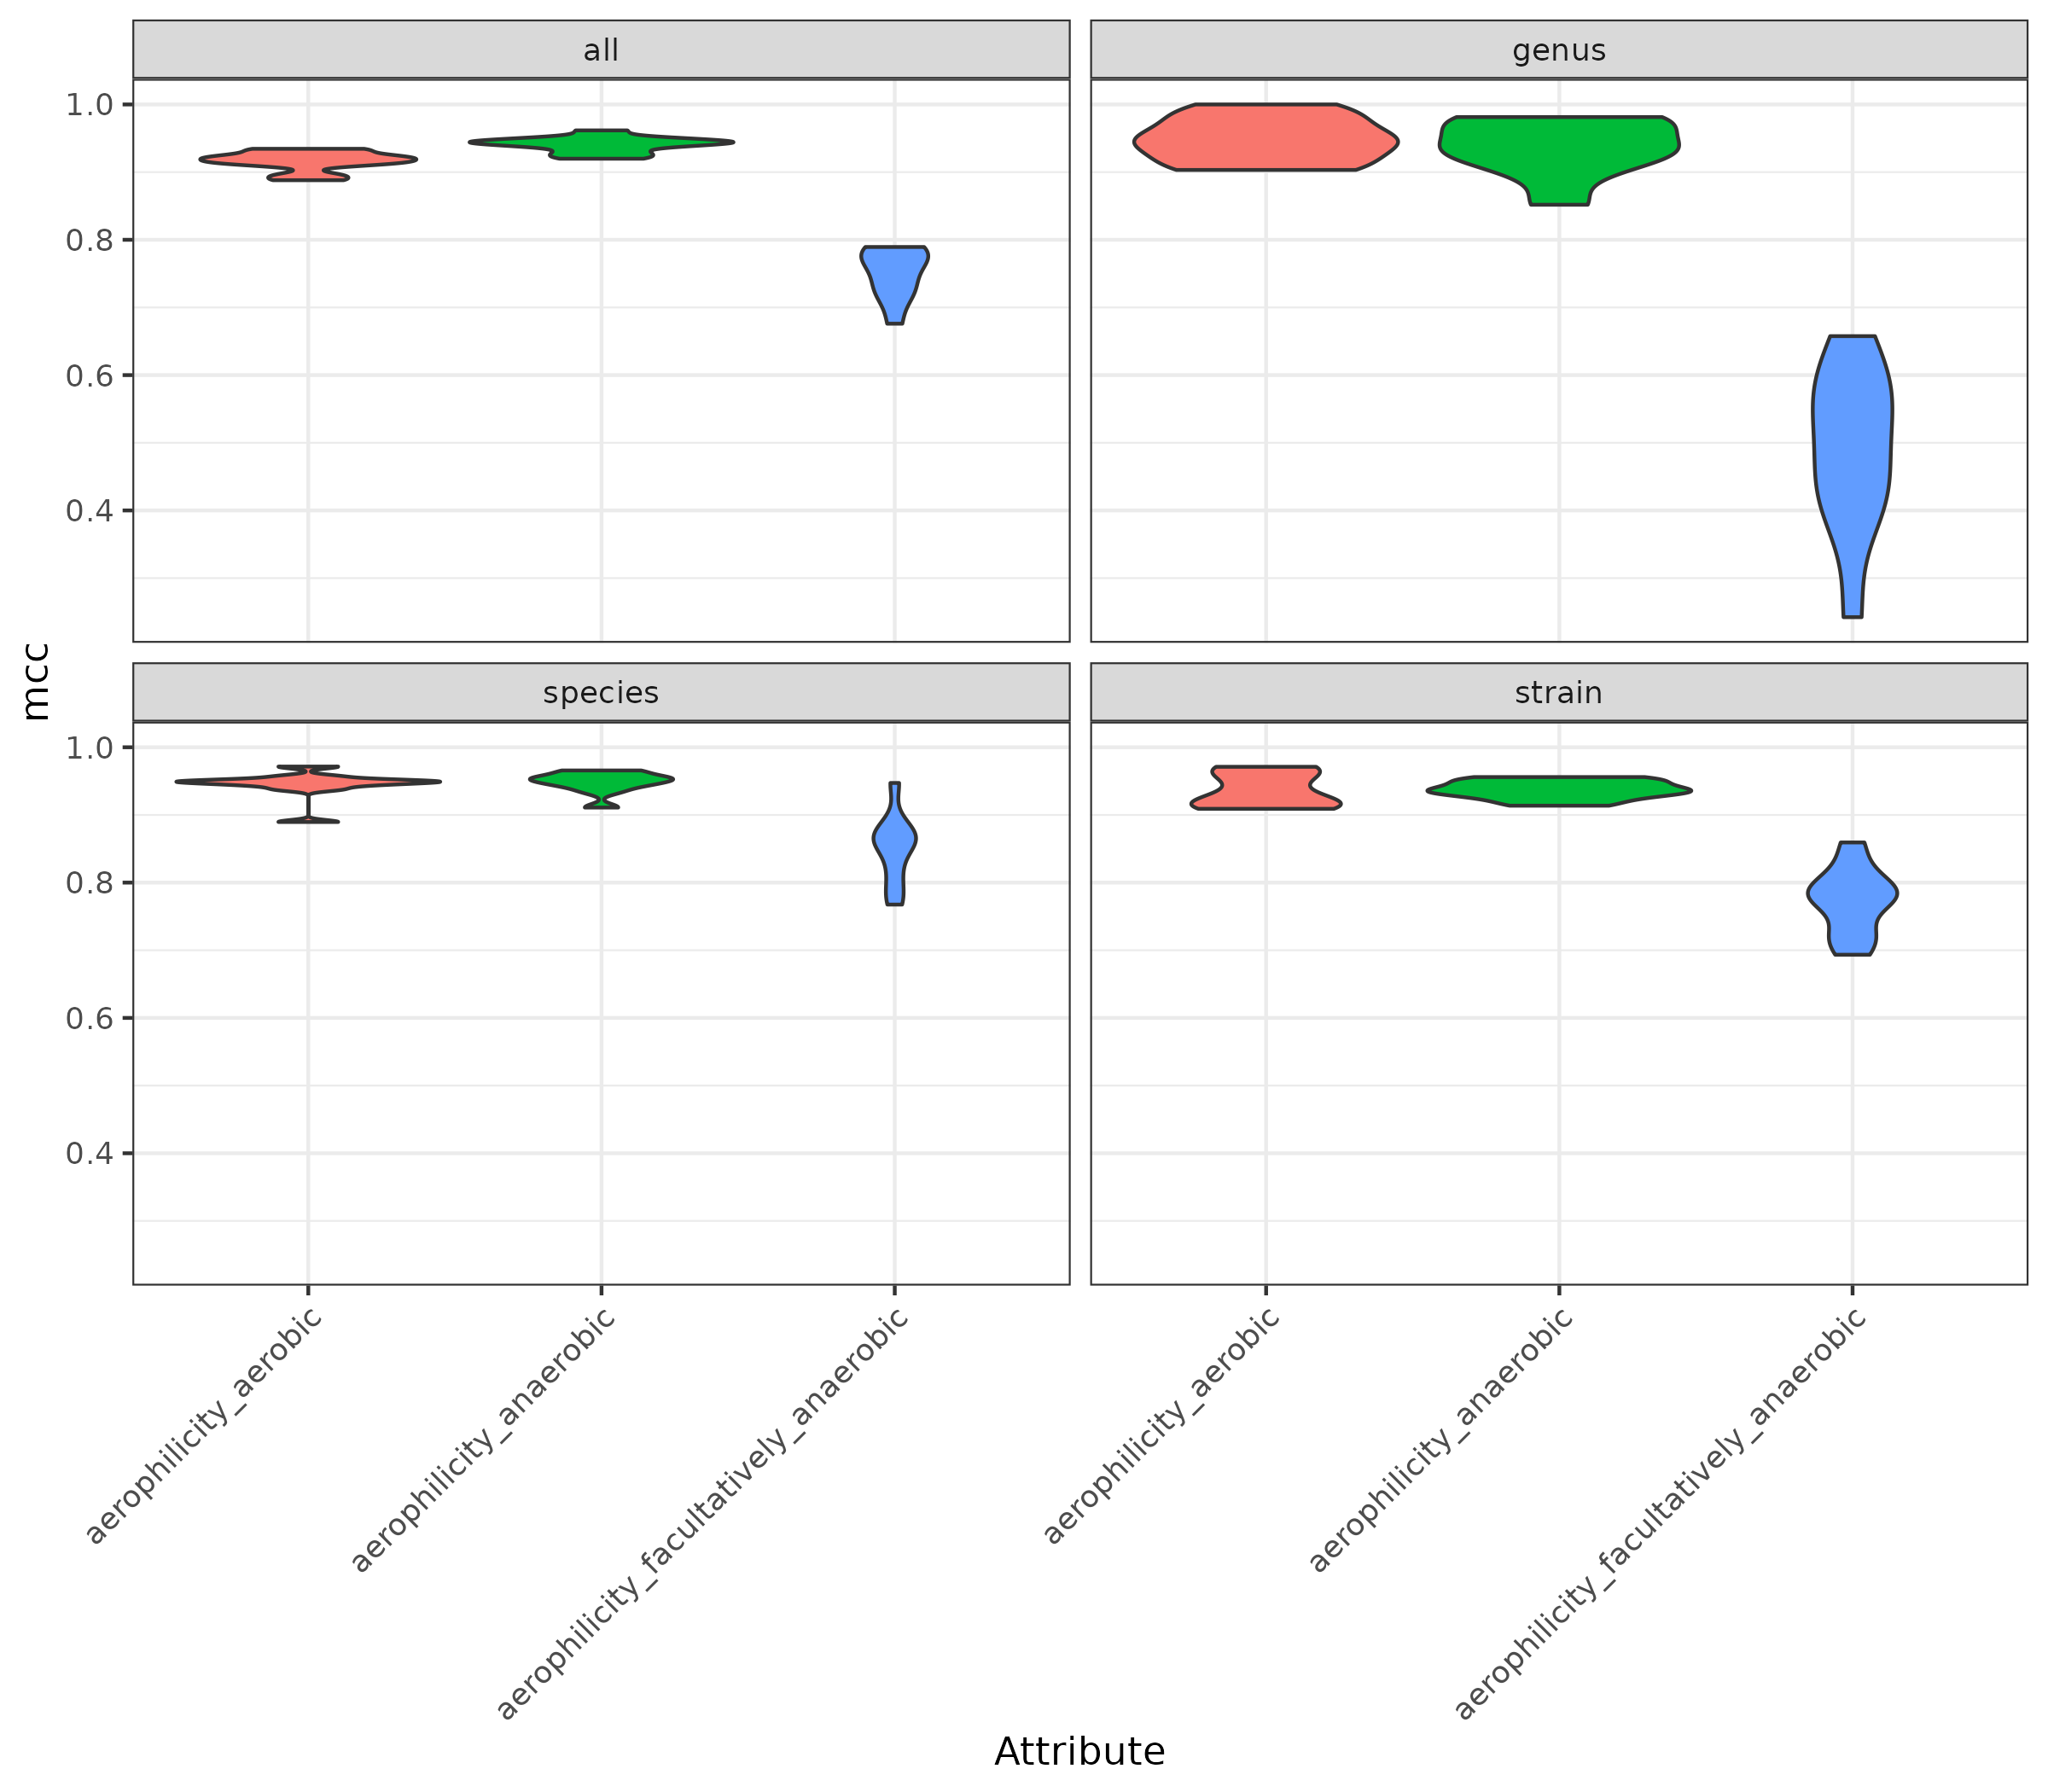 all
genus
1.0
0.8
0.6
0.4
mcc
species
strain
1.0
0.8
0.6
0.4
aerophilicity_aerobic
aerophilicity_anaerobic
aerophilicity_facultatively_anaerobic
aerophilicity_aerobic
aerophilicity_anaerobic
aerophilicity_facultatively_anaerobic
Attribute